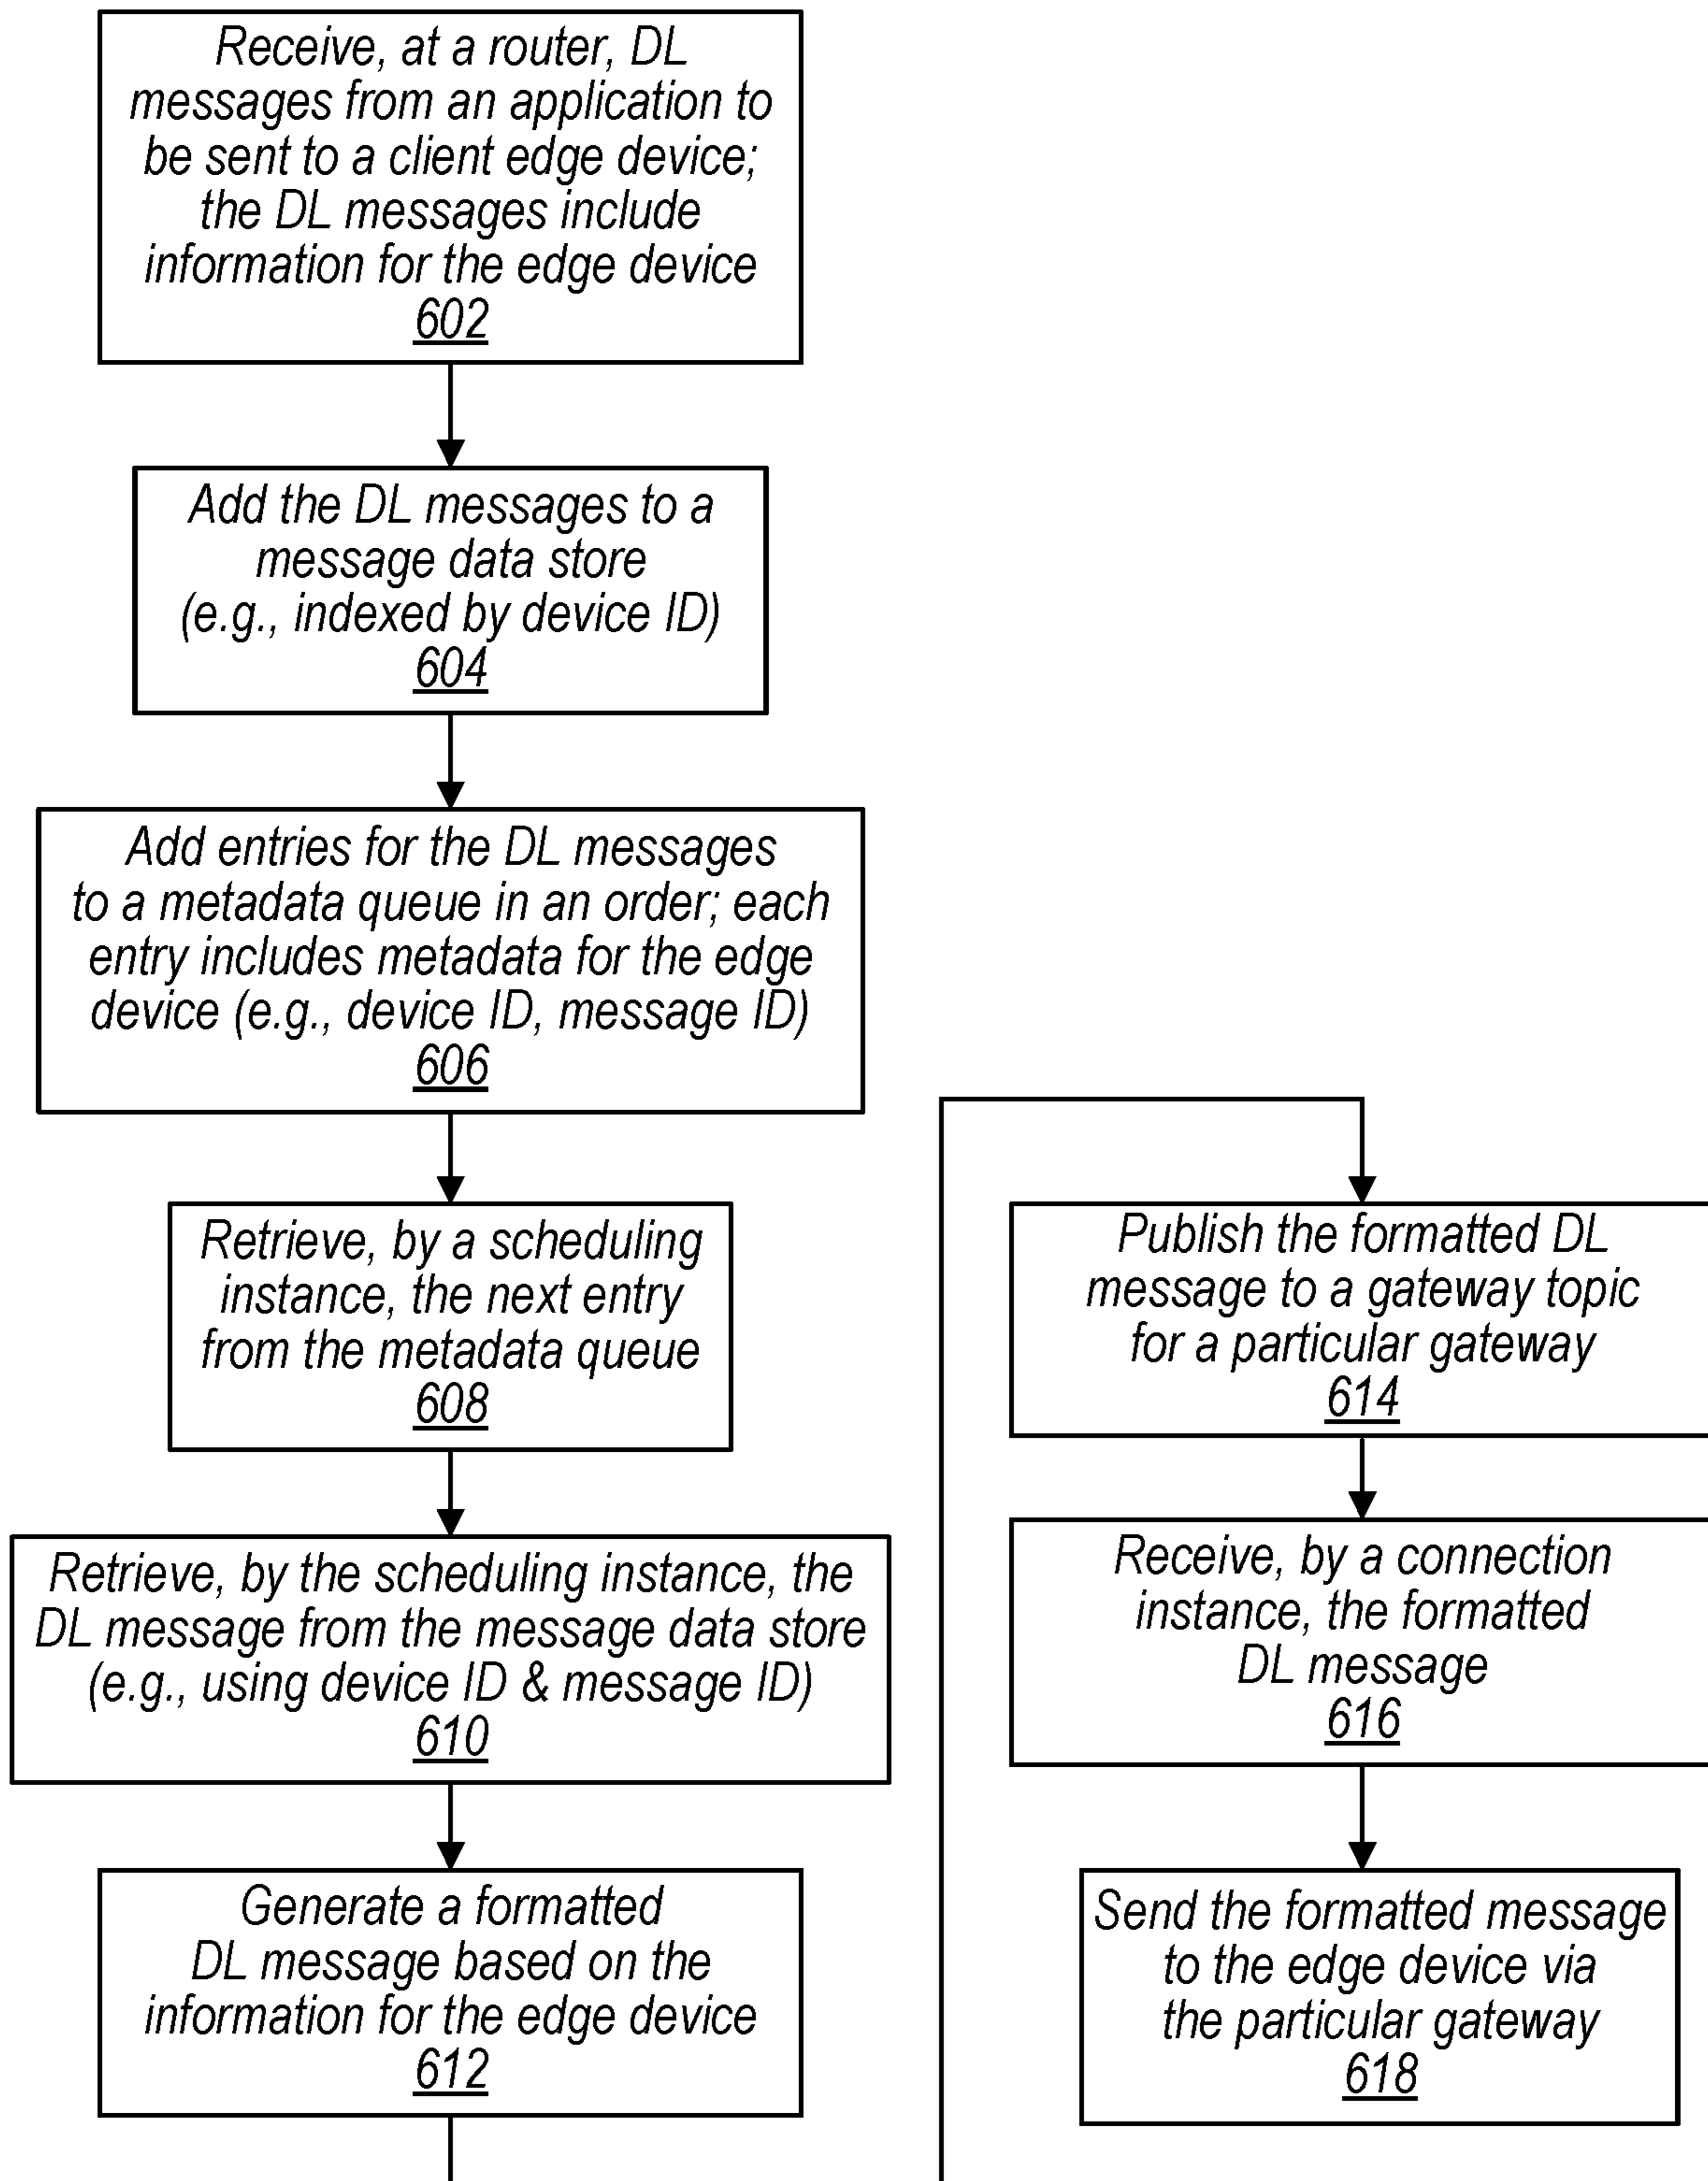 Receive, at a router, DL
messages from an application to
be sent to a client edge device;
the DL messages include
information for the edge device
602
Add the DL messages to a
message data store
(e.g., indexed by device ID)
604
Add entries for the DL messages
to a metadata queue in an order; each
entry includes metadata for the edge
device (e.g., device ID, message ID)
606
Retrieve, by a scheduling
instance, the next entry
from the metadata queue
608
Retrieve, by the scheduling instance, the
DL message from the message data store
(e.g., using device ID & message ID)
610
Generate a formatted
DL message based on the
information for the edge device
612
Publish the formatted DL
message to a gateway topic
for a particular gateway
614
Receive, by a connection
instance, the formatted
DL message
616
Send the formatted message
to the edge device via
the particular gateway
618